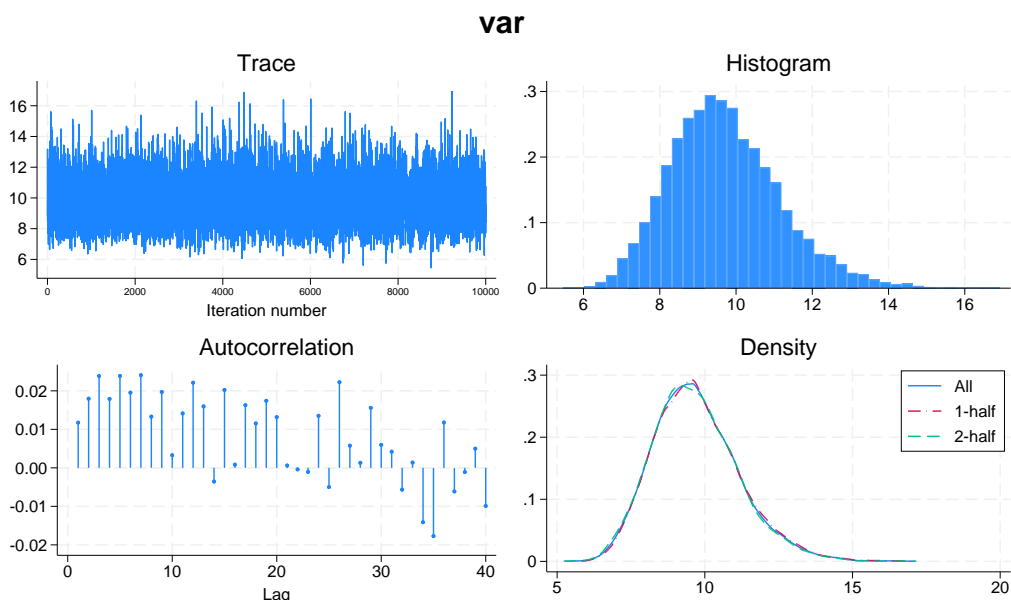 var
Trace
16
14
12
10
8
6
0 2000 4000 6000 8000 10000
Iteration number
Histogram
.3
.2
.1
0
6 8 10 12 14 16
Autocorrelation
0.02
0.01
0.00
-0.01
-0.02
0 10 20 30 40
Lag
Density
.3
.2
.1
0
5 10 15 20
All
1-half
2-half